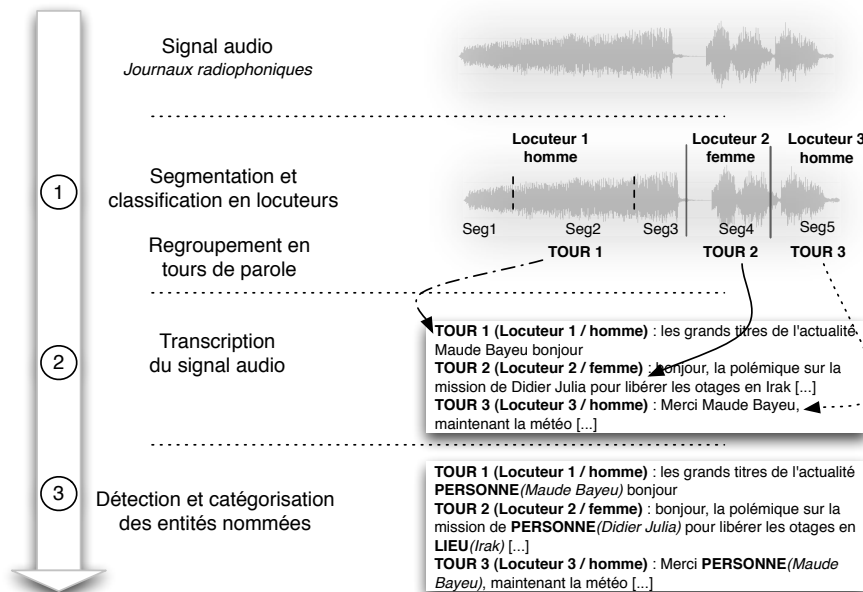 Signal audio
Journaux radiophoniques
Locuteur 1
homme
Locuteur 2
femme
Locuteur 3
homme
1
Segmentation et
classification en locuteurs
Seg1
Seg2
Seg3
Seg4
Seg5
Regroupement en
tours de parole
TOUR 1
TOUR 2
TOUR 3
2
Transcription
du signal audio
TOUR 1 (Locuteur 1 / homme) : les grands titres de l'actualité
Maude Bayeu bonjour
TOUR 2 (Locuteur 2 / femme) : bonjour, la polémique sur la
mission de Didier Julia pour libérer les otages en Irak [...]
TOUR 3 (Locuteur 3 / homme) : Merci Maude Bayeu,
maintenant la météo [...]
3
Détection et catégorisation
des entités nommées
TOUR 1 (Locuteur 1 / homme) : les grands titres de l'actualité
PERSONNE(Maude Bayeu) bonjour
TOUR 2 (Locuteur 2 / femme) : bonjour, la polémique sur la
mission de PERSONNE(Didier Julia) pour libérer les otages en
LIEU(Irak) [...]
TOUR 3 (Locuteur 3 / homme) : Merci PERSONNE(Maude
Bayeu), maintenant la météo [...]